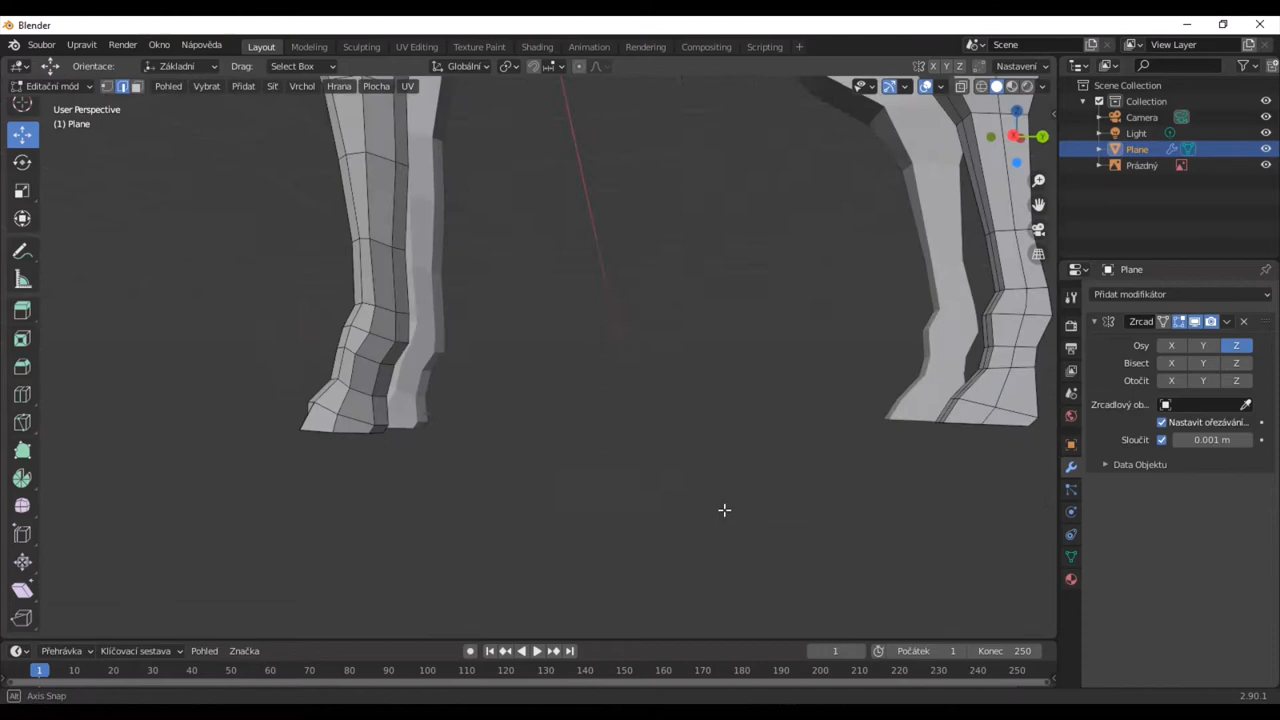 Blender
Soubor Upravit Render Okno Nápověda Layout Modeling Sculpting UV Editing Texture Paint Shading Animation Rendering Compositing Scripting + Scene View Layer
Orientace: Základní Drag: Select Box Globální X Y Z Nastavení
Editační mód Pohled Vybrat Přidat Síť Vrchol Hrana Plocha UV
User Perspective
(1) Plane
Z
Y
X
Scene Collection
Collection
Camera
Light
Plane
Prázdný
Plane
Přidat modifikátor
Zrcad
Osy X Y Z
Bisect X Y Z
Otočit X Y Z
Zrcadlový ob...
Nastavit ořezávání...
Sloučit 0.001 m
Data Objektu
Přehrávka Klíčovací sestava Pohled Značka 1 Počátek 1 Konec 250
1 10 20 30 40 50 60 70 80 90 100 110 120 130 140 150 160 170 180 190 200 210 220 230 240 250
Alt Axis Snap 2.90.1